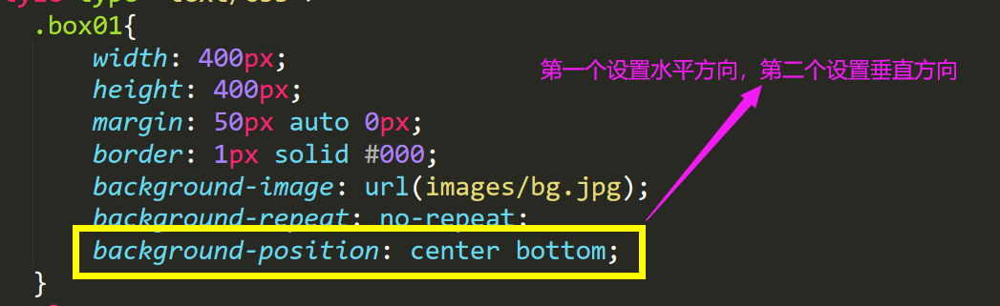 .box01{
width: 400px;
height: 400px;
margin: 50px auto 0px;
border: 1px solid #000;
background-image: url(images/bg.jpg);
background-repeat: no-repeat;
background-position: center bottom;
}
第一个设置水平方向，第二个设置垂直方向